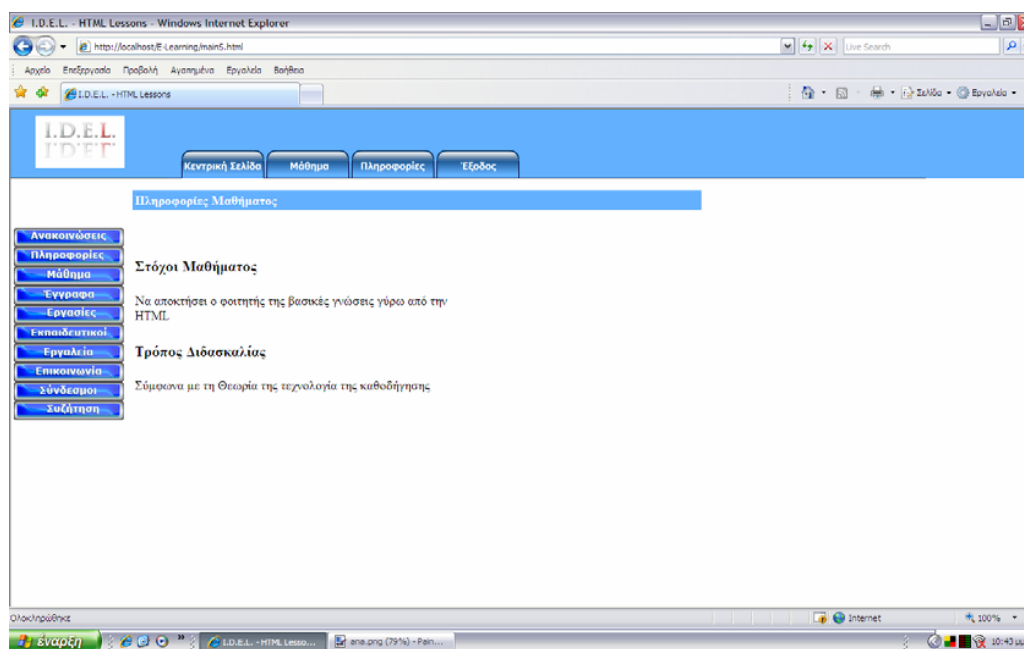 I.D.E.L. - HTML Lessons - Windows Internet Explorer
http://localhost/E-Learning/main5.html
Live Search
Αρχείο Επεξεργασία Προβολή Αγαπημένα Εργαλεία Βοήθεια
I.D.E.L. - HTML Lessons
Σελίδα Εργαλεία
I.D.E.L.
Κεντρική Σελίδα Μάθημα Πληροφορίες Έξοδος
Πληροφορίες Μαθήματος
Ανακοινώσεις
Πληροφορίες
Μάθημα
Έγγραφα
Εργασίες
Εκπαιδευτικοί
Εργαλεία
Επικοινωνία
Σύνδεσμοι
Συζήτηση
Στόχοι Μαθήματος
Να αποκτήσει ο φοιτητής της βασικές γνώσεις γύρω από την
HTML
Τρόπος Διδασκαλίας
Σύμφωνα με τη Θεωρία της τεχνολογία της καθοδήγησης
Ολοκληρώθηκε
Internet
100%
έναρξη
I.D.E.L. - HTML Lesso...
ana.png (79%) - Pain...
10:43 μμ